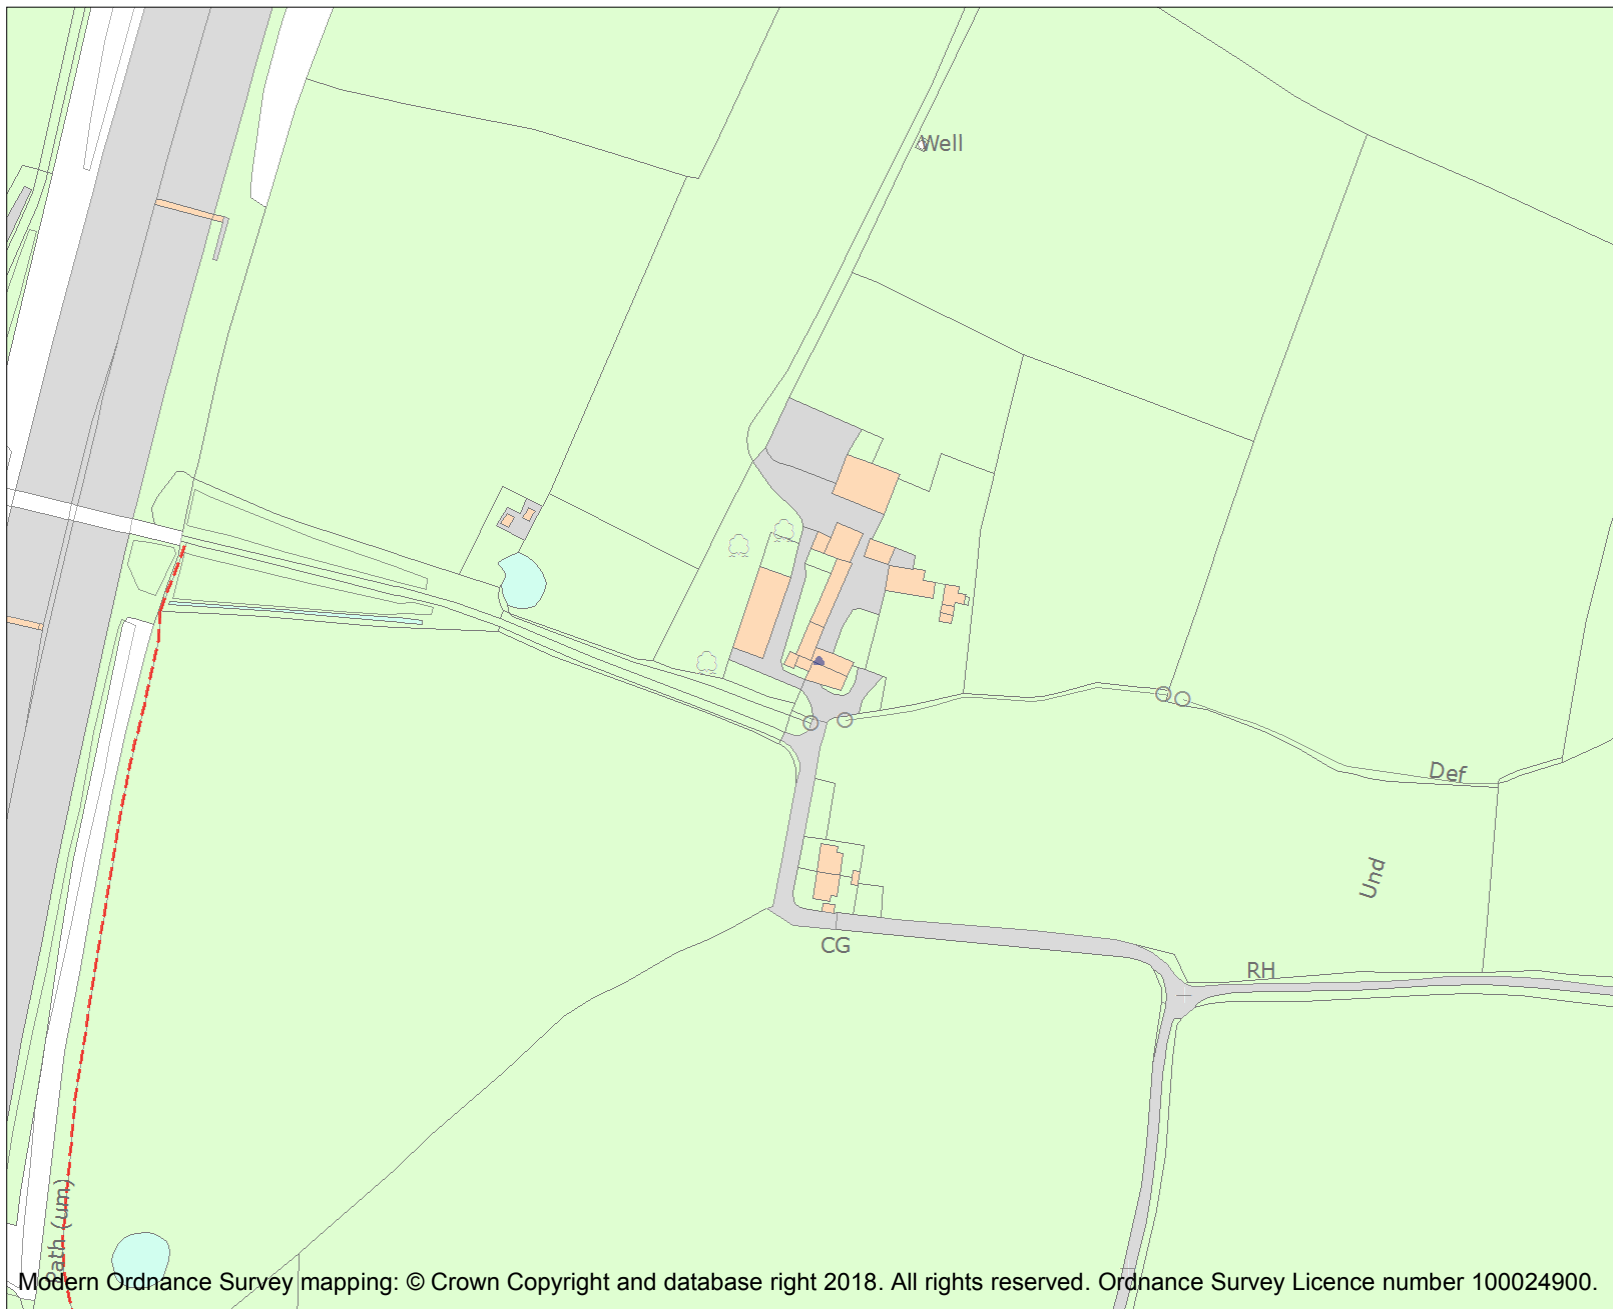 Well
Def
Und
CG
RH
Path (um)
Modern Ordnance Survey mapping: © Crown Copyright and database right 2018. All rights reserved. Ordnance Survey Licence number 100024900.